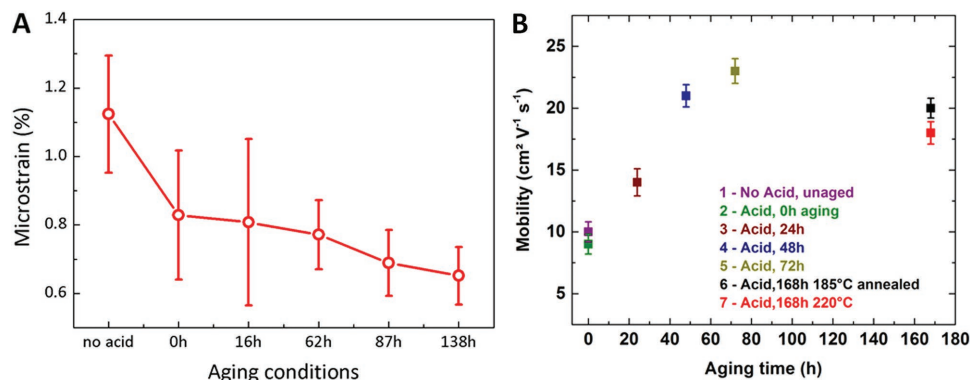 A
Microstrain (%)
1.4
1.2
1.0
0.8
0.6
no acid 0h 16h 62h 87h 138h
Aging conditions
B
Mobility (cm² V⁻¹ s⁻¹)
25
20
15
10
5
1 - No Acid, unaged
2 - Acid, 0h aging
3 - Acid, 24h
4 - Acid, 48h
5 - Acid, 72h
6 - Acid,168h 185°C annealed
7 - Acid,168h 220°C
0 20 40 60 80 100 120 140 160 180
Aging time (h)